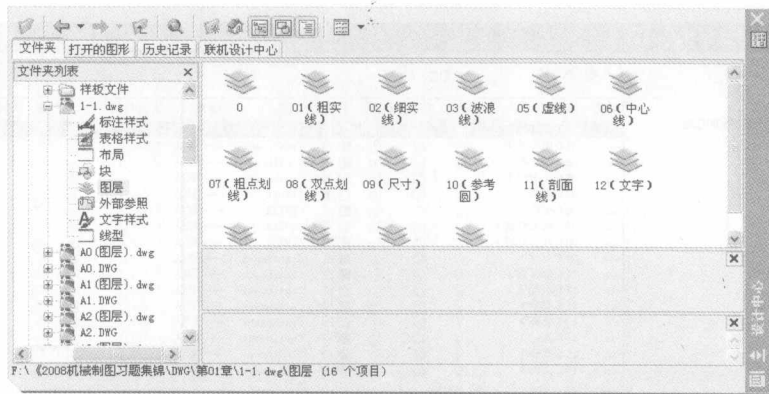 文件夹 打开的图形 历史记录 联机设计中心
文件夹列表
样板文件
1-1.dwg
标注样式
表格样式
布局
块
图层
外部参照
文字样式
线型
A0(图层).dwg
A0.DWG
A1(图层).dwg
A1.DWG
A2(图层).dwg
A2.DWG
0 01(粗实线) 02(细实线) 03(波浪线) 05(虚线) 06(中心线)
07(粗点划线) 08(双点划线) 09(尺寸) 10(参考圆) 11(剖面线) 12(文字)
设计中心
F:\《2008机械制图习题集锦\DWG\第01章\1-1.dwg\图层 (16 个项目)